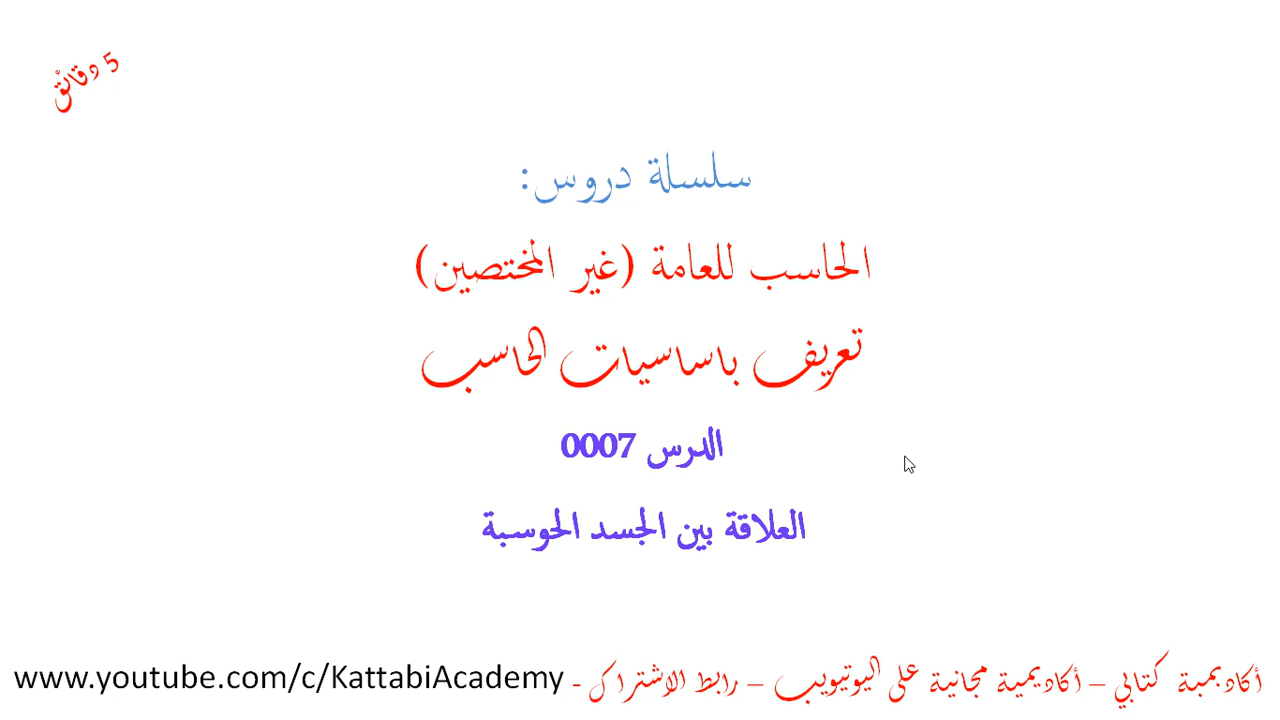 5 دقائق
سلسلة دروس:
الحاسب للعامة (غير المختصين)
تعريف باساسيات الحاسب
الدرس 0007
العلاقة بين الجسد الحوسبة
أكاديمية كتابي – أكاديمية مجانية على اليوتيويب – رابط الاشتراك - www.youtube.com/c/KattabiAcademy